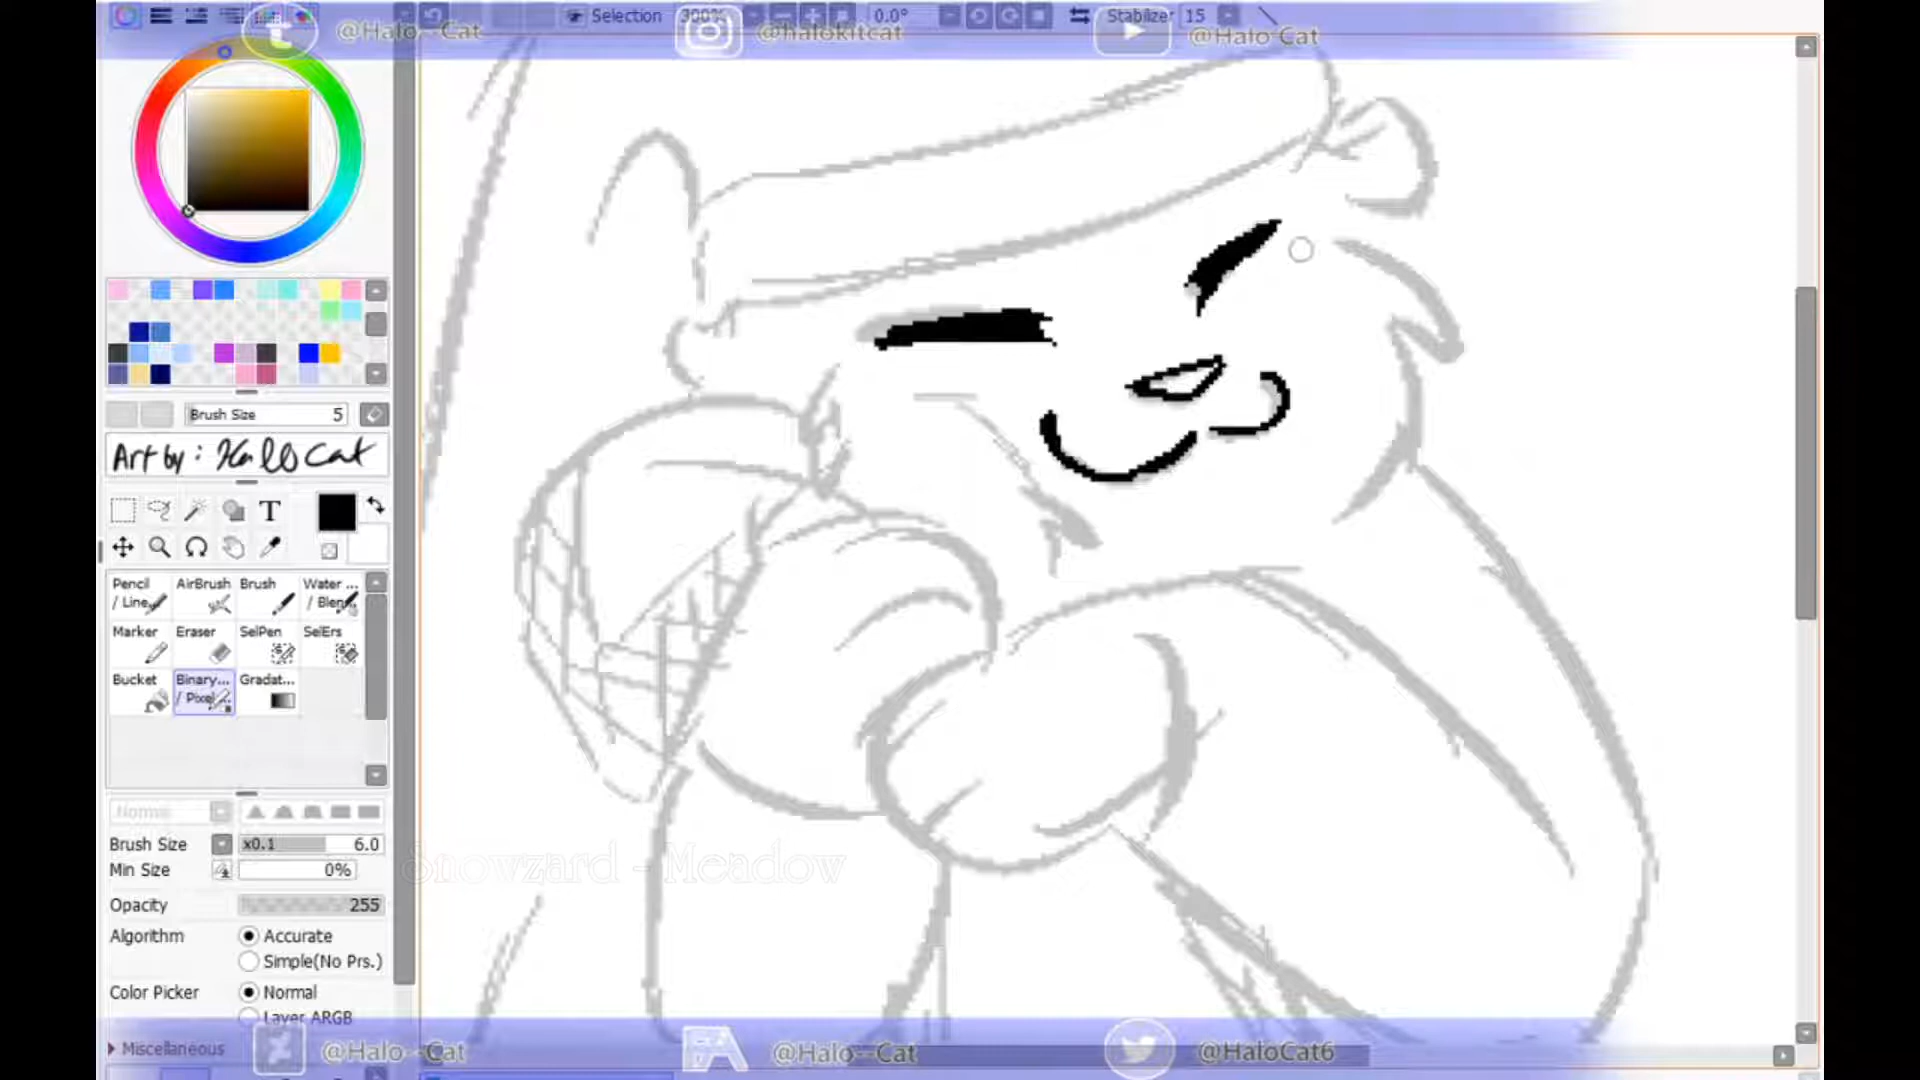 Selection 300% 0.0° Stabilizer 15
@Halo--Cat @halokitcat @Halo Cat
Brush Size 5
Art by: HaloCat
T
Pencil AirBrush Brush Water ...
/ Line / Blen...
Marker Eraser SelPen SelErs
Bucket Binary... Gradat...
/ Pixel
Normal
Brush Size x0.1 6.0
Min Size 0%
Snowzard - Meadow
Opacity 255
Algorithm Accurate
Simple(No Prs.)
Color Picker Normal
Layer ARGB
Miscellaneous
@Halo--Cat FA @Halo--Cat @HaloCat6